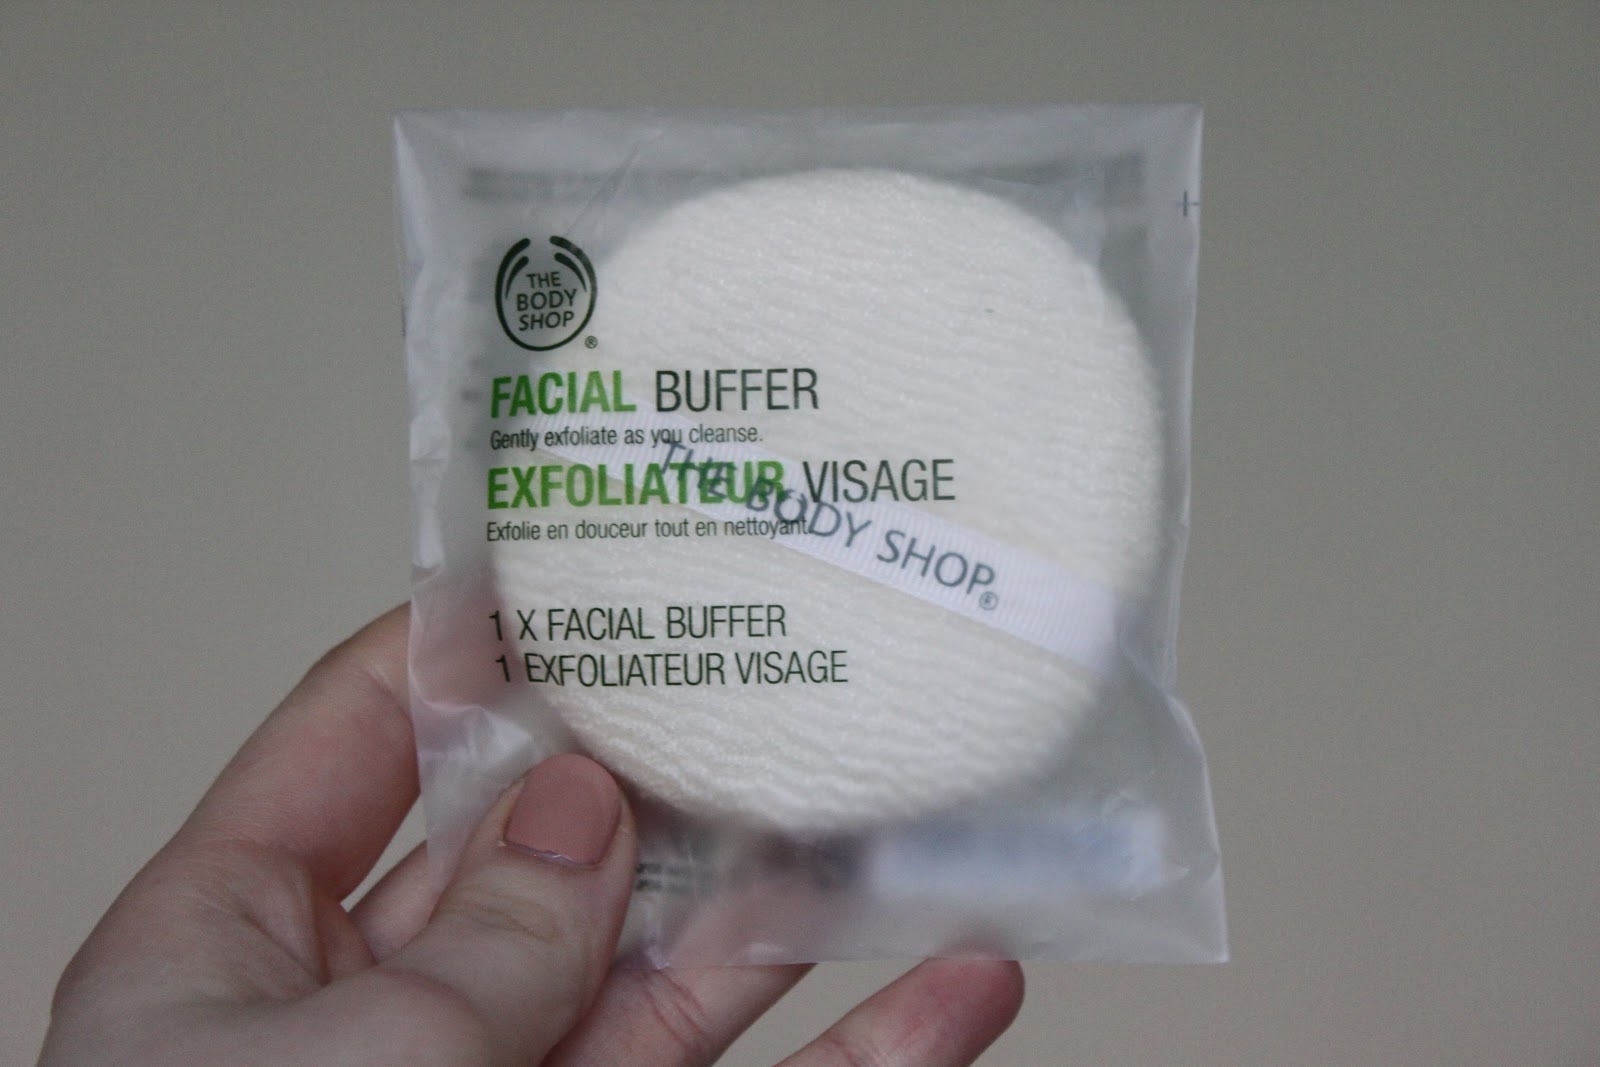 THE
BODY
SHOP
®
FACIAL BUFFER
Gently exfoliate as you cleanse.
EXFOLIATEUR VISAGE
Exfolie en douceur tout en nettoyant.
THE BODY SHOP®
1 X FACIAL BUFFER
1 EXFOLIATEUR VISAGE